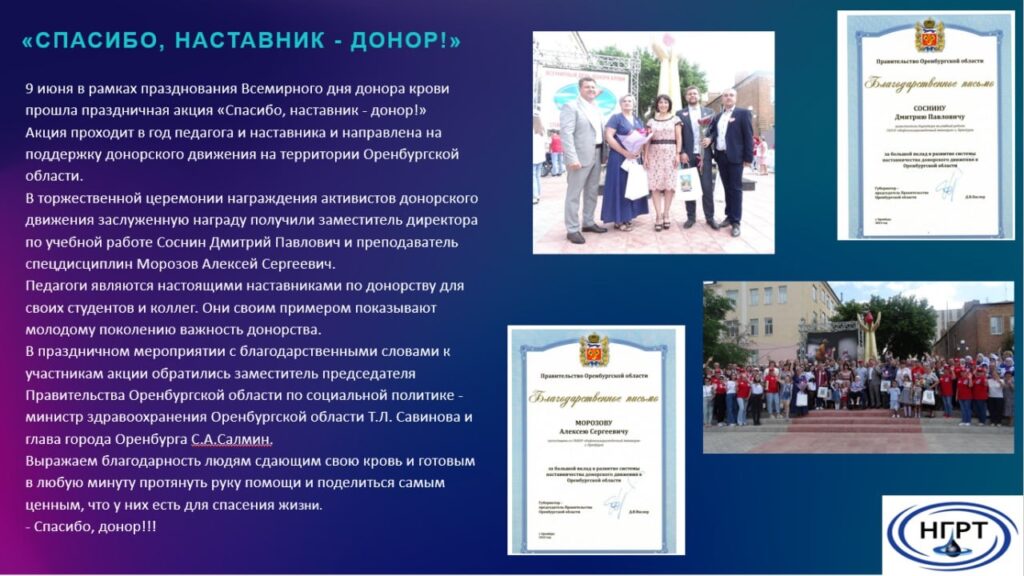 «СПАСИБО, НАСТАВНИК - ДОНОР!»
9 июня в рамках празднования Всемирного дня донора крови
прошла праздничная акция «Спасибо, наставник - донор!»
Акция проходит в год педагога и наставника и направлена на
поддержку донорского движения на территории Оренбургской
области.
В торжественной церемонии награждения активистов донорского
движения заслуженную награду получили заместитель директора
по учебной работе Соснин Дмитрий Павлович и преподаватель
спецдисциплин Морозов Алексей Сергеевич.
Педагоги являются настоящими наставниками по донорству для
своих студентов и коллег. Они своим примером показывают
молодому поколению важность донорства.
В праздничном мероприятии с благодарственными словами к
участникам акции обратились заместитель председателя
Правительства Оренбургской области по социальной политике -
министр здравоохранения Оренбургской области Т.Л. Савинова и
глава города Оренбурга С.А.Салмин.
Выражаем благодарность людям сдающим свою кровь и готовым
в любую минуту протянуть руку помощи и поделиться самым
ценным, что у них есть для спасения жизни.
- Спасибо, донор!!!
ВСЕМИРНЫЙ ДЕНЬ ДОНОРА КРОВИ
Правительство Оренбургской области
Благодарственное письмо
СОСНИНУ
Дмитрию Павловичу
за большой вклад в развитие системы
наставничества донорского движения в
Оренбургской области
Губернатор -
председатель Правительства
Оренбургской области
Д.В.Паслер
Правительство Оренбургской области
Благодарственное письмо
МОРОЗОВУ
Алексею Сергеевичу
за большой вклад в развитие системы
наставничества донорского движения в
Оренбургской области
Губернатор -
председатель Правительства
Оренбургской области
Д.В.Паслер
НГРТ